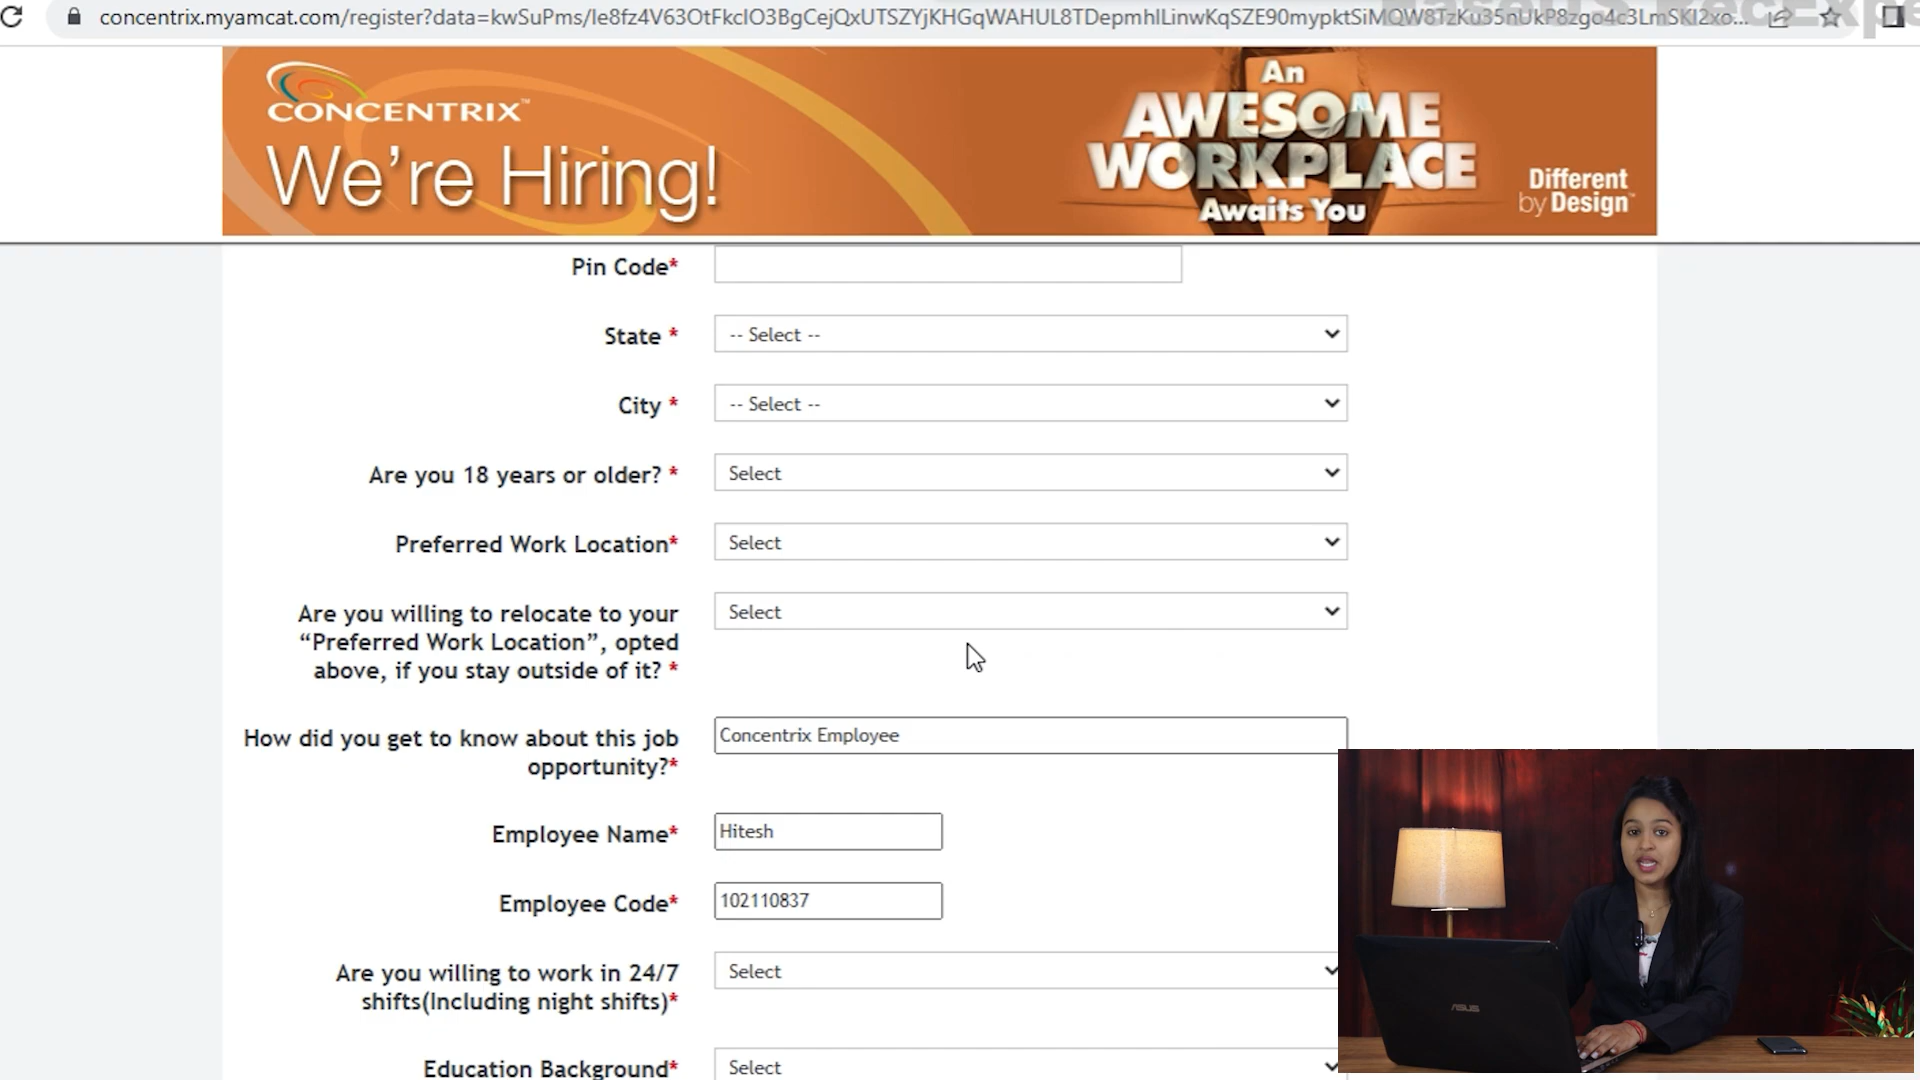 concentrix.myamcat.com/register?data=kwSuPms/Ie8fz4V63OtFkcIO3BgCejQxUTSZYjKHGqWAHUL8TDepmhILinwKqSZE90mypktSiMQW8TzKu35nUkP8zgo4c3LmSKI2xo...
CONCENTRIX™
We're Hiring!
An
AWESOME
WORKPLACE
Awaits You
Different
by Design™
Pin Code*
State * -- Select --
City * -- Select --
Are you 18 years or older? * Select
Preferred Work Location* Select
Are you willing to relocate to your Select
“Preferred Work Location”, opted
above, if you stay outside of it? *
How did you get to know about this job Concentrix Employee
opportunity?*
Employee Name* Hitesh
Employee Code* 102110837
Are you willing to work in 24/7 Select
shifts(Including night shifts)*
Education Background* Select
ASUS